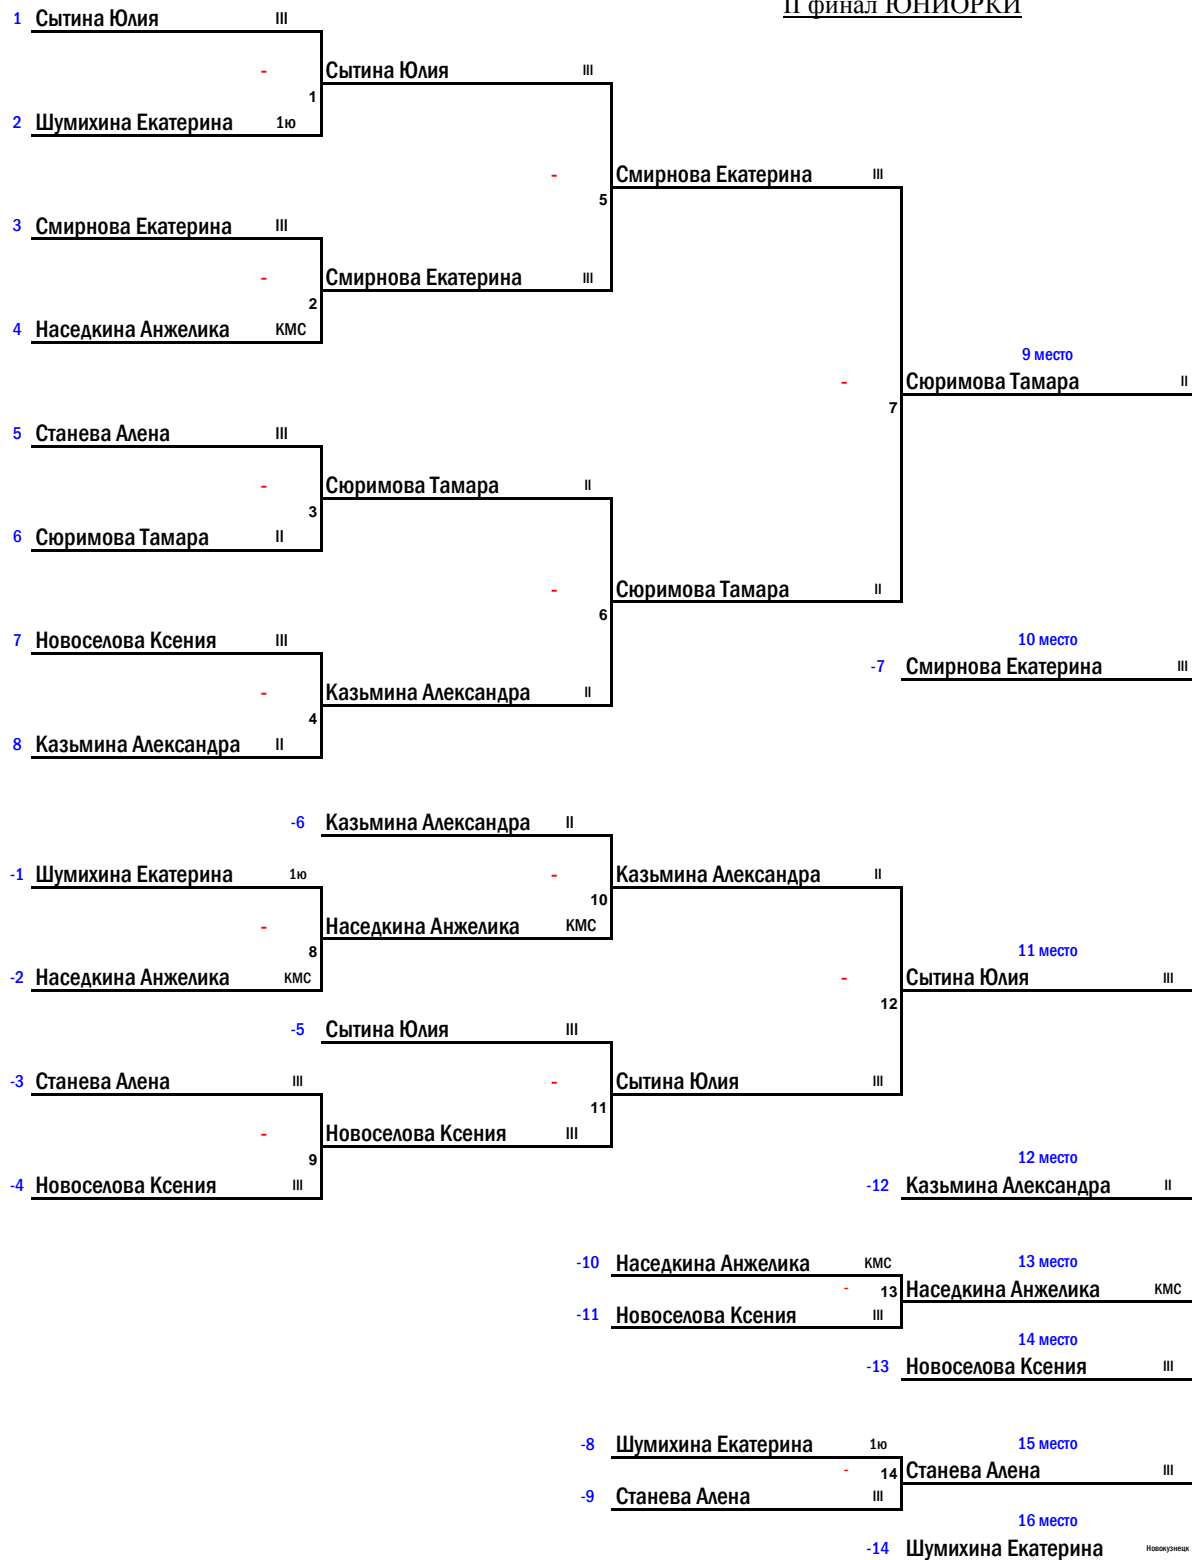 II финал ЮНИОРКИ
1 Сытина Юлия III
- Сытина Юлия III
1
2 Шумихина Екатерина 1ю
- Смирнова Екатерина III
5
3 Смирнова Екатерина III
- Смирнова Екатерина III
2
4 Наседкина Анжелика КМС
9 место
- Сюримова Тамара II
7
5 Станева Алена III
- Сюримова Тамара II
3
6 Сюримова Тамара II
- Сюримова Тамара II
6
7 Новоселова Ксения III
10 место
-7 Смирнова Екатерина III
- Казьмина Александра II
4
8 Казьмина Александра II
-6 Казьмина Александра II
-1 Шумихина Екатерина 1ю
- Казьмина Александра II
10
- Наседкина Анжелика КМС
8
11 место
-2 Наседкина Анжелика КМС
- Сытина Юлия III
12
-5 Сытина Юлия III
-3 Станева Алена III
- Сытина Юлия III
11
- Новоселова Ксения III
9
12 место
-4 Новоселова Ксения III
-12 Казьмина Александра II
-10 Наседкина Анжелика КМС
13 место
- 13 Наседкина Анжелика КМС
-11 Новоселова Ксения III
14 место
-13 Новоселова Ксения III
-8 Шумихина Екатерина 1ю
15 место
- 14 Станева Алена III
-9 Станева Алена III
16 место
-14 Шумихина Екатерина Новокузнецк